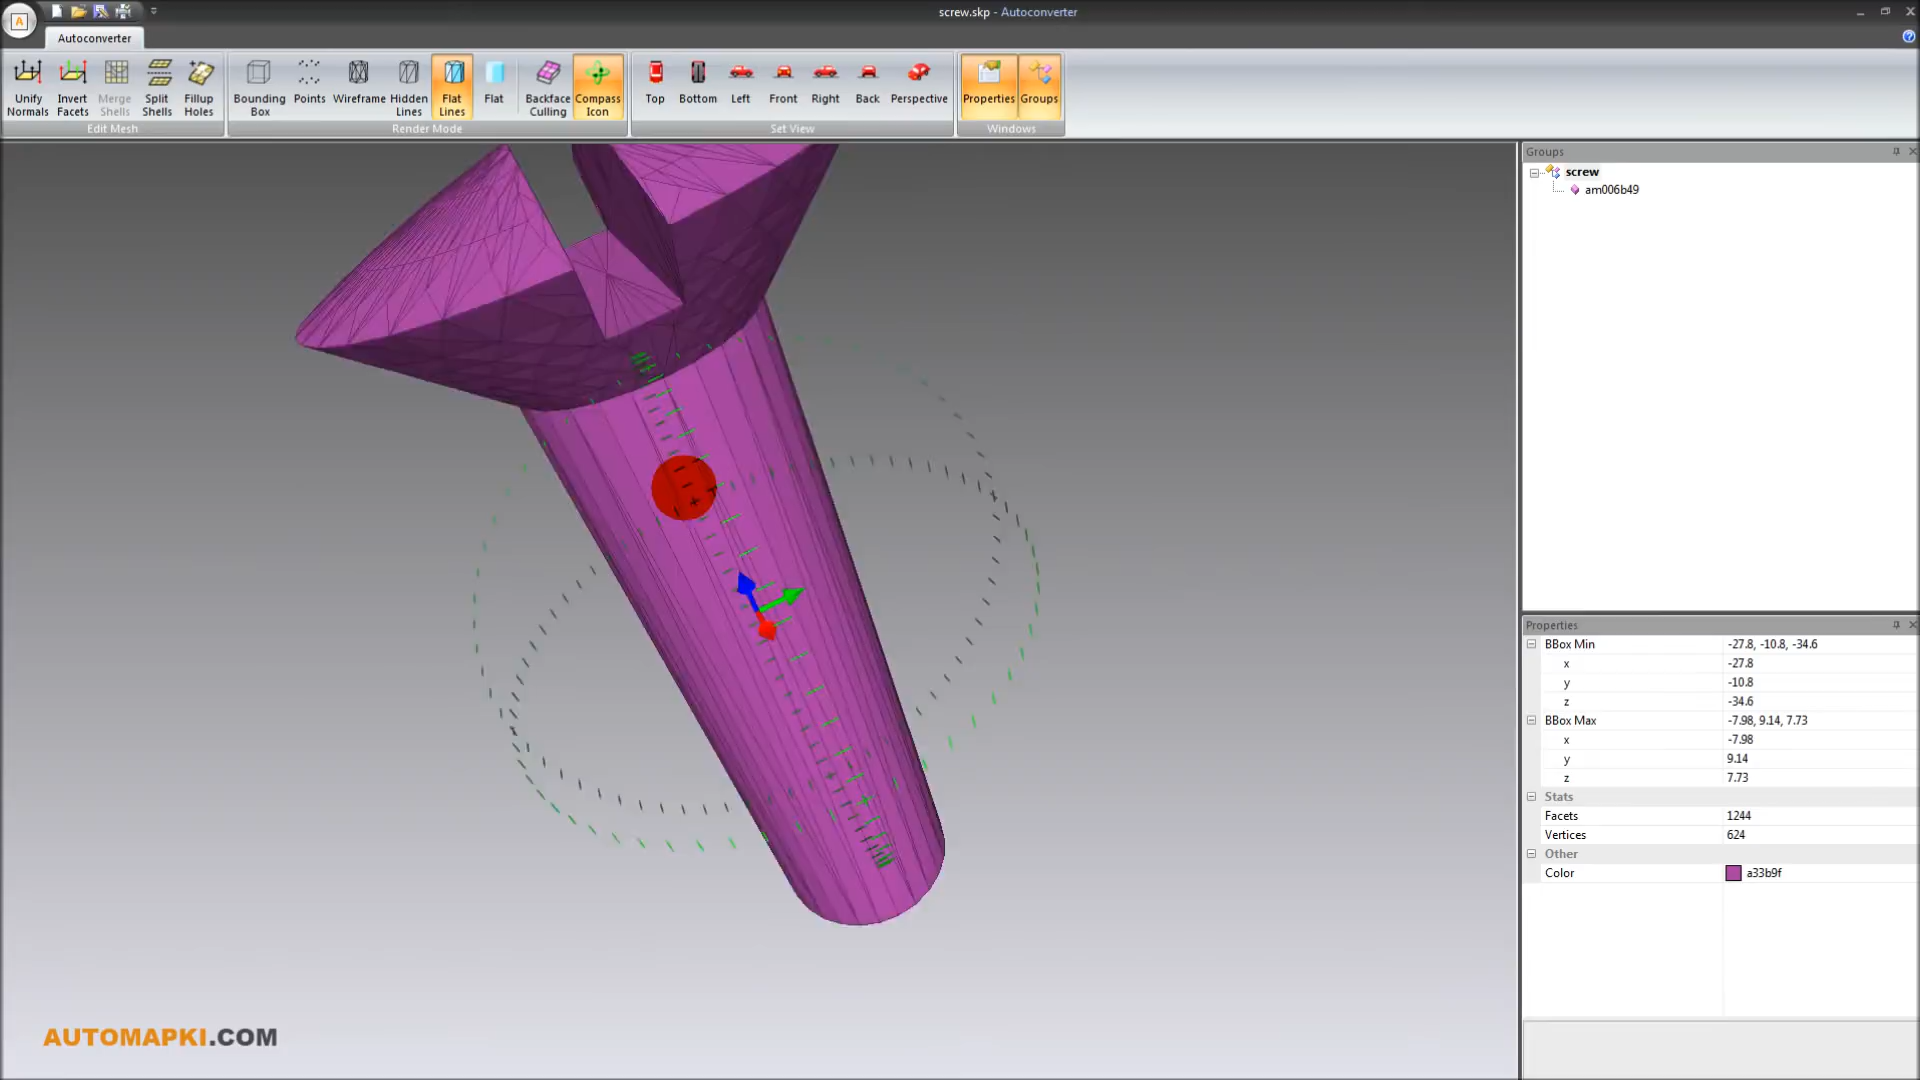 screw.skp - Autoconverter
A
Autoconverter
Unify Normals
Invert Facets
Merge Shells
Split Shells
Fillup Holes
Edit Mesh
Bounding Box
Points
Wireframe
Hidden Lines
Flat Lines
Flat
Backface Culling
Compass Icon
Render Mode
Top
Bottom
Left
Front
Right
Back
Perspective
Set View
Properties
Groups
Windows
Groups
screw
am006b49
Properties
BBox Min -27.8, -10.8, -34.6
x -27.8
y -10.8
z -34.6
BBox Max -7.98, 9.14, 7.73
x -7.98
y 9.14
z 7.73
Stats
Facets 1244
Vertices 624
Other
Color a33b9f
AUTOMAPKI.COM